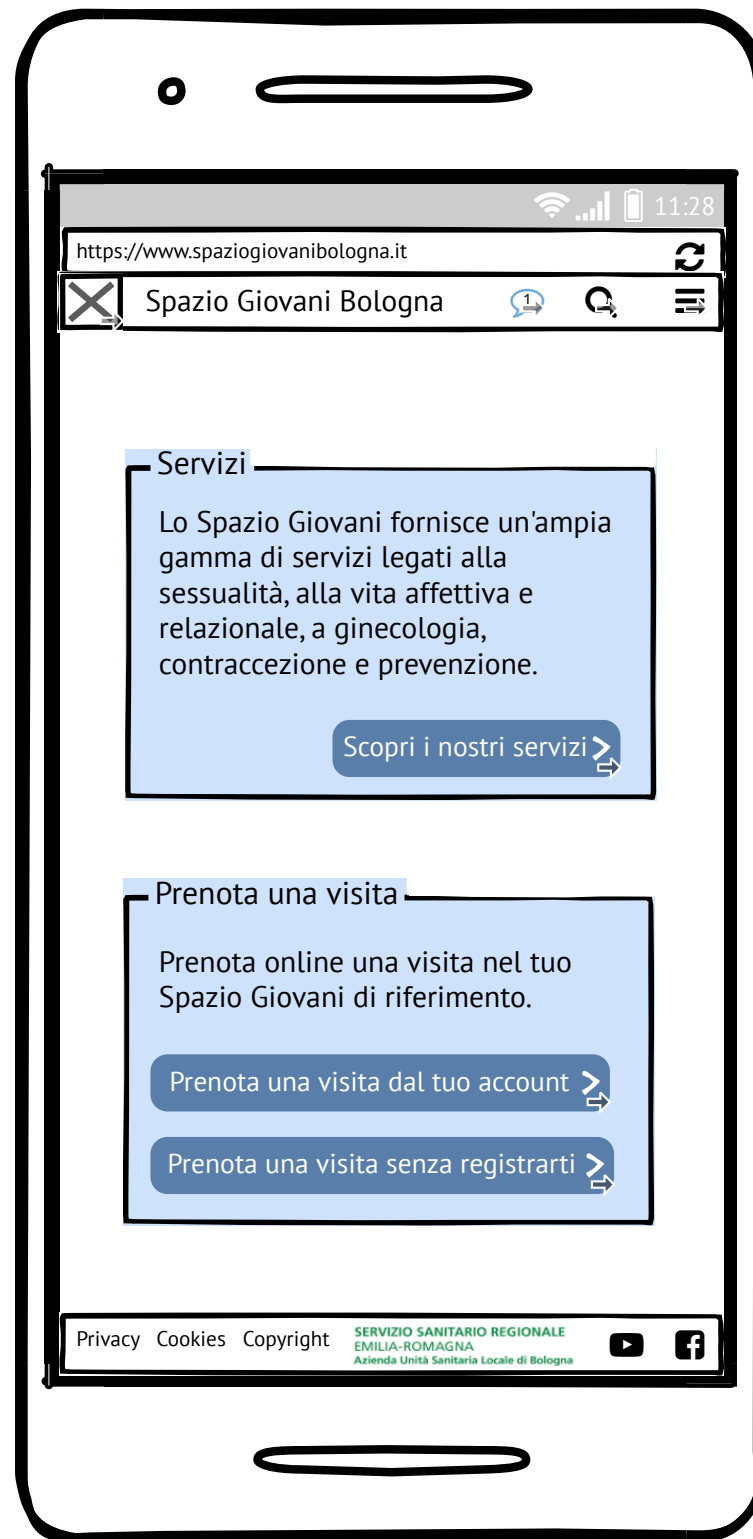 11:28
https://www.spaziogiovanibologna.it
Spazio Giovani Bologna
1
Servizi
Lo Spazio Giovani fornisce un'ampia
gamma di servizi legati alla
sessualità, alla vita affettiva e
relazionale, a ginecologia,
contraccezione e prevenzione.
Scopri i nostri servizi
Prenota una visita
Prenota online una visita nel tuo
Spazio Giovani di riferimento.
Prenota una visita dal tuo account
Prenota una visita senza registrarti
Privacy Cookies Copyright
SERVIZIO SANITARIO REGIONALE
EMILIA-ROMAGNA
Azienda Unità Sanitaria Locale di Bologna